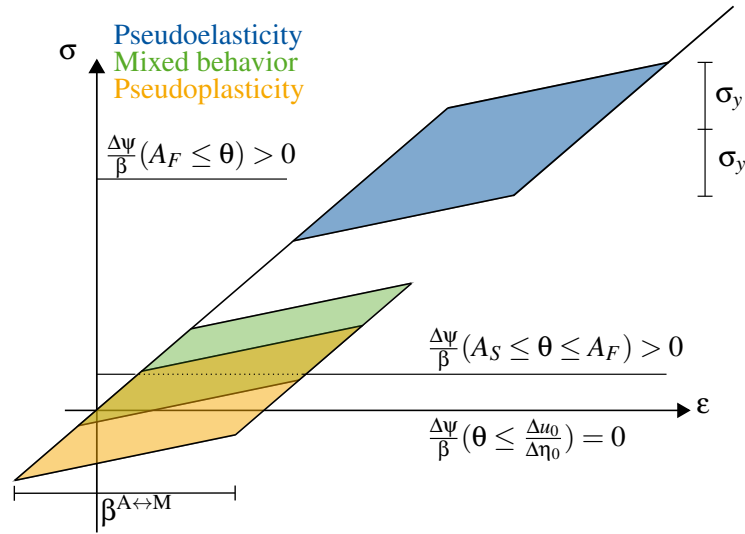 Pseudoelasticity
σ
Mixed behavior
Pseudoplasticity
σ_y
Δψ/β (A_F ≤ θ) > 0
σ_y
Δψ/β (A_S ≤ θ ≤ A_F) > 0
ε
Δψ/β (θ ≤ Δu_0/Δη_0) = 0
β^{A↔M}